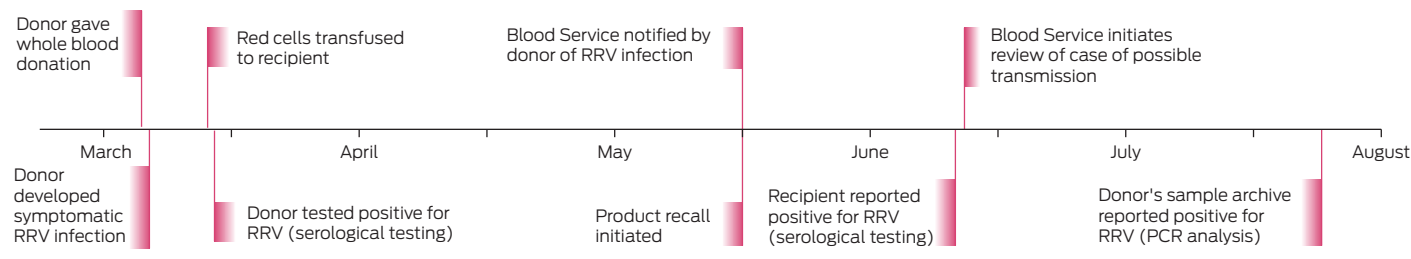 Donor gave
whole blood
donation
Red cells transfused
to recipient
Blood Service notified by
donor of RRV infection
Blood Service initiates
review of case of possible
transmission
March
April
May
June
July
August
Donor
developed
symptomatic
RRV infection
Donor tested positive for
RRV (serological testing)
Product recall
initiated
Recipient reported
positive for RRV
(serological testing)
Donor's sample archive
reported positive for
RRV (PCR analysis)